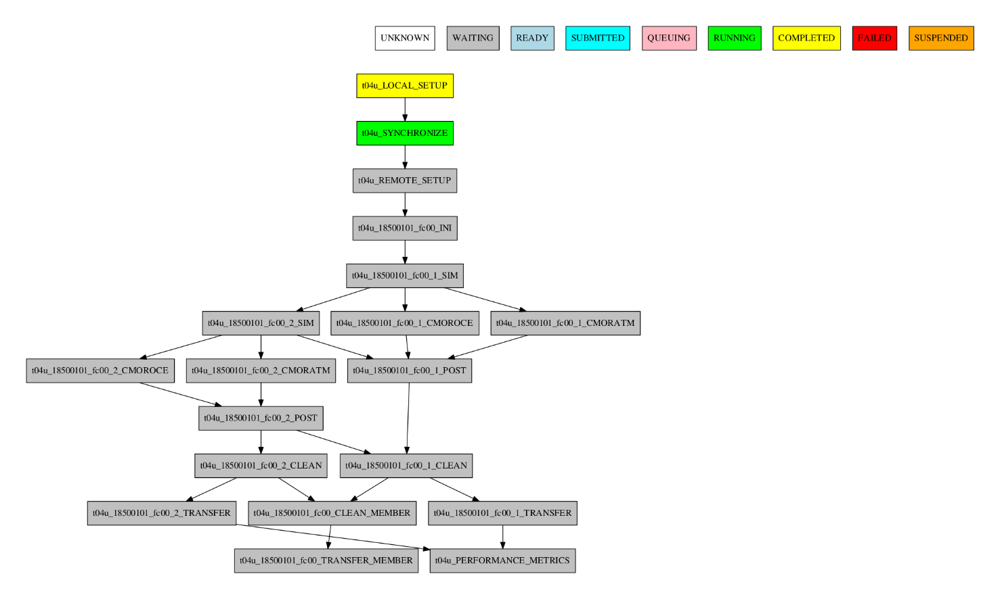 UNKNOWN WAITING READY SUBMITTED QUEUING RUNNING COMPLETED FAILED SUSPENDED
t04u_LOCAL_SETUP
t04u_SYNCHRONIZE
t04u_REMOTE_SETUP
t04u_18500101_fc00_INI
t04u_18500101_fc00_1_SIM
t04u_18500101_fc00_2_SIM t04u_18500101_fc00_1_CMOROCE t04u_18500101_fc00_1_CMORATM
t04u_18500101_fc00_2_CMOROCE t04u_18500101_fc00_2_CMORATM t04u_18500101_fc00_1_POST
t04u_18500101_fc00_2_POST
t04u_18500101_fc00_2_CLEAN t04u_18500101_fc00_1_CLEAN
t04u_18500101_fc00_2_TRANSFER t04u_18500101_fc00_CLEAN_MEMBER t04u_18500101_fc00_1_TRANSFER
t04u_18500101_fc00_TRANSFER_MEMBER t04u_PERFORMANCE_METRICS